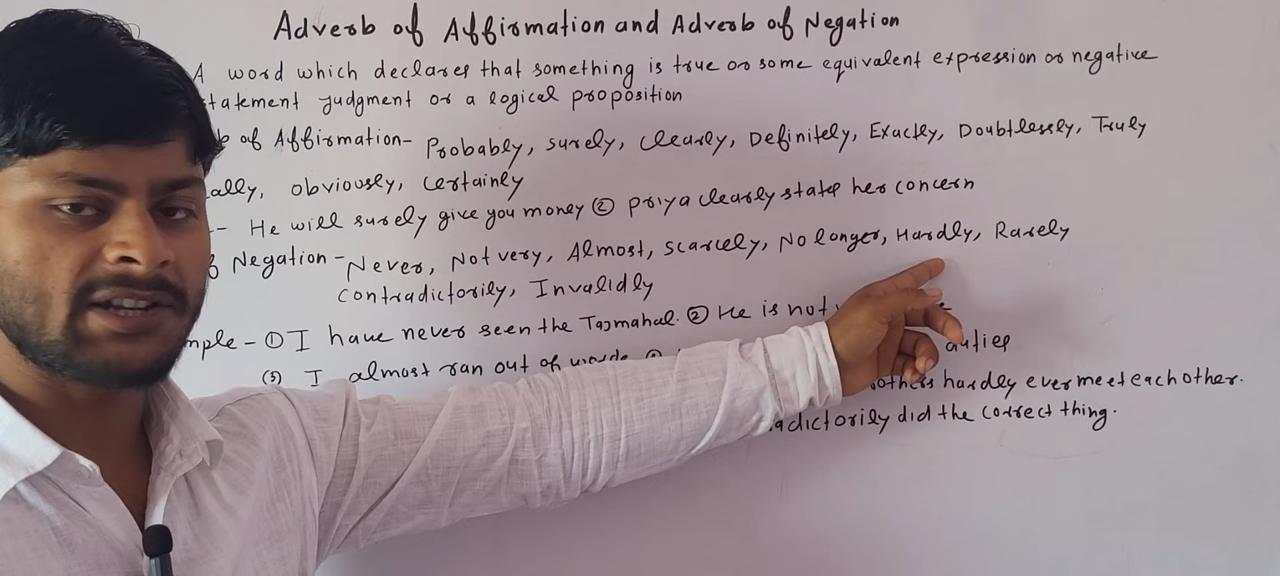 Adverb of Affirmation and Adverb of Negation
A word which declares that something is true or some equivalent expression or negative
statement judgment or a logical proposition
of Affirmation- Probably, surely, Clearly, Definitely, Exactly, Doubtlessly, Truly
ally, obviously, certainly
- He will surely give you money ② priya clearly states her concern
Negation - Never, Not very, Almost, scarcely, No longer, Hardly, Rarely
Contradictorily, Invalidly
mple - ① I have never seen the Tajmahal. ② He is not
(3) I almost ran out of words
auties
others hardley ever meet each other.
adictorily did the correct thing.